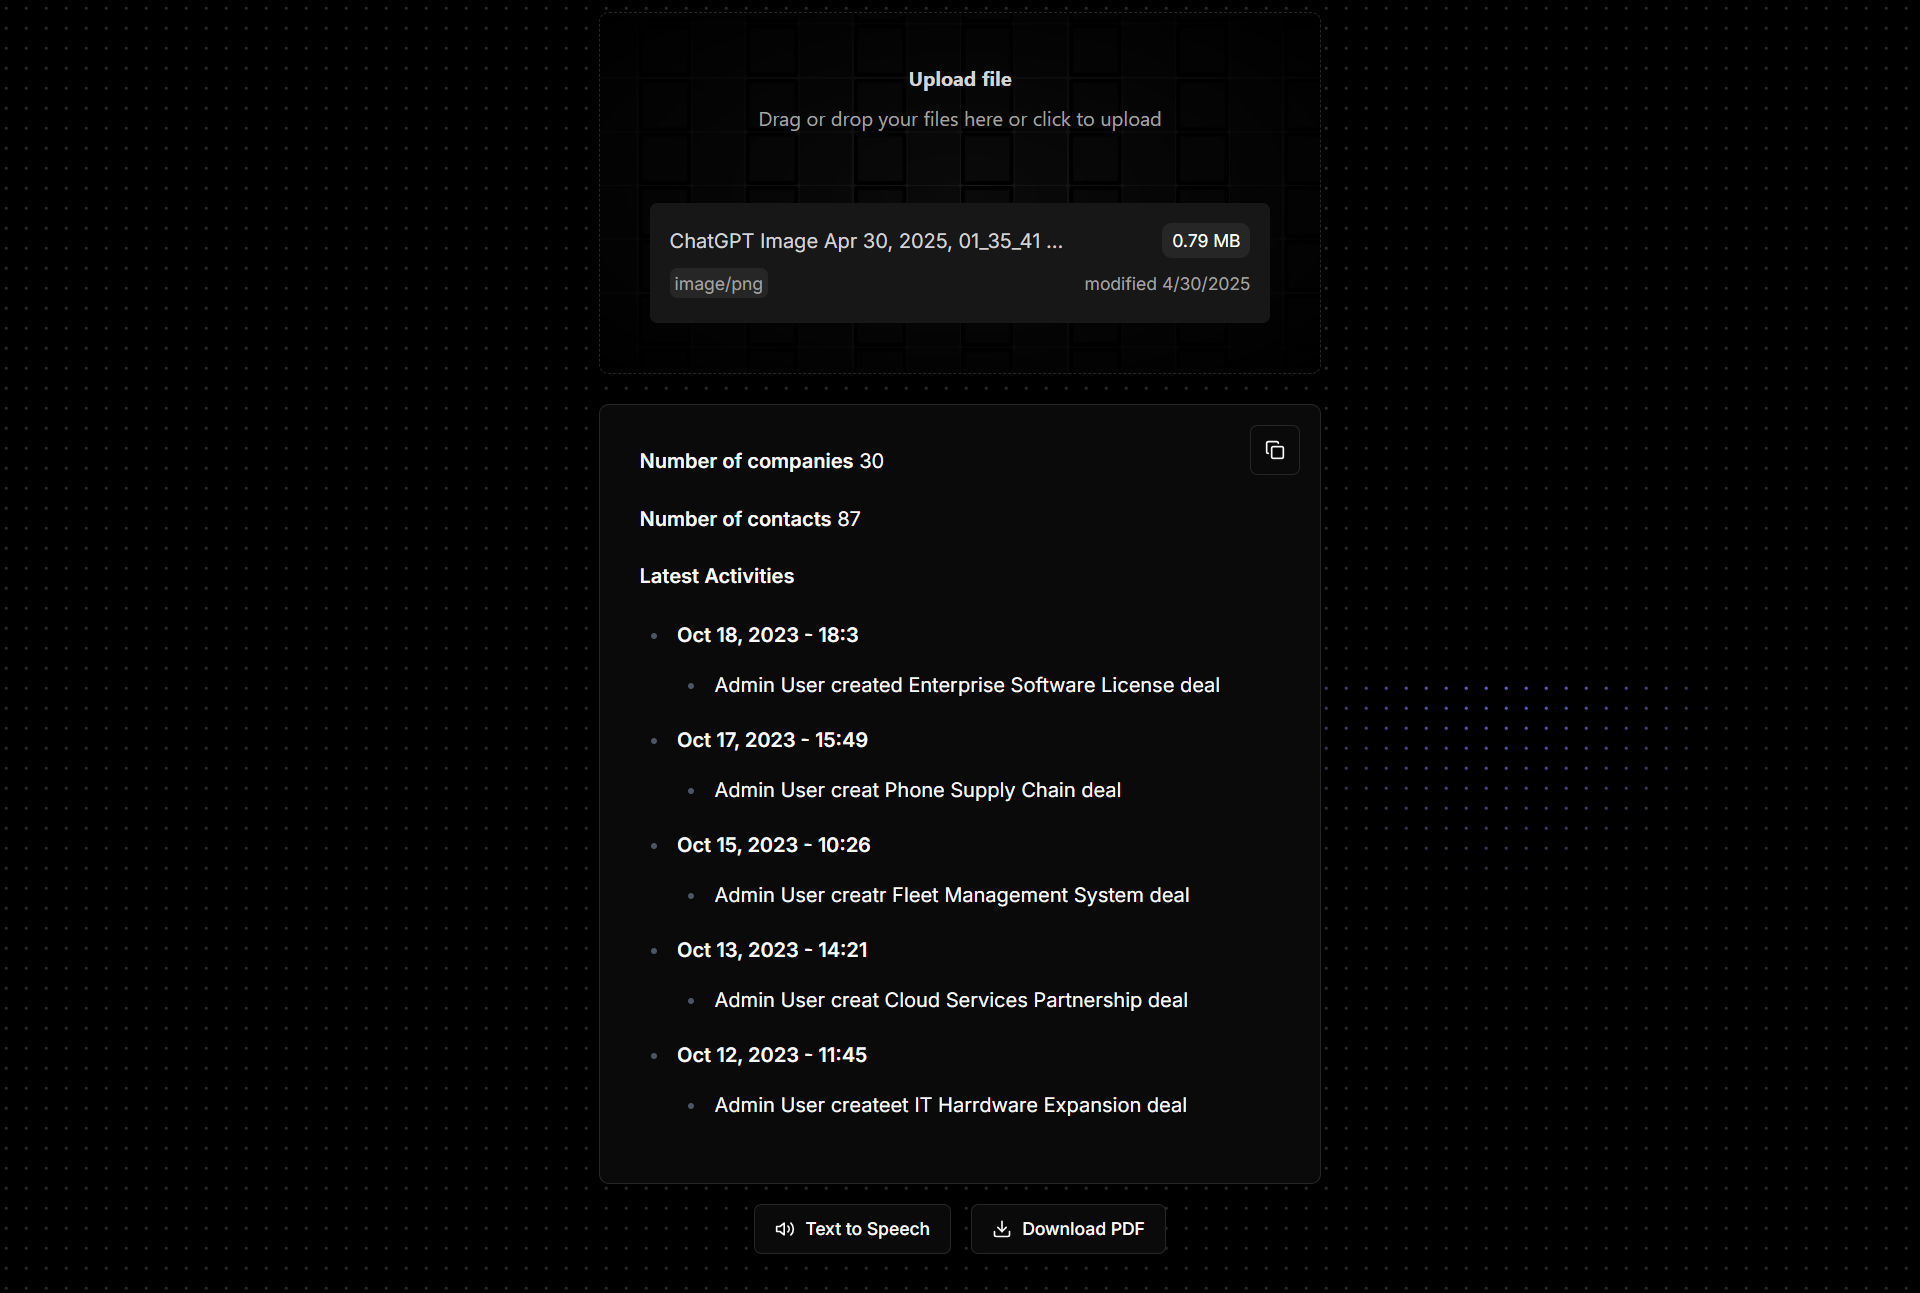 Upload file
Drag or drop your files here or click to upload
ChatGPT Image Apr 30, 2025, 01_35_41 ...
0.79 MB
image/png
modified 4/30/2025
Number of companies 30
Number of contacts 87
Latest Activities
Oct 18, 2023 - 18:3
Admin User created Enterprise Software License deal
Oct 17, 2023 - 15:49
Admin User creat Phone Supply Chain deal
Oct 15, 2023 - 10:26
Admin User creatr Fleet Management System deal
Oct 13, 2023 - 14:21
Admin User creat Cloud Services Partnership deal
Oct 12, 2023 - 11:45
Admin User createet IT Harrdware Expansion deal
Text to Speech
Download PDF